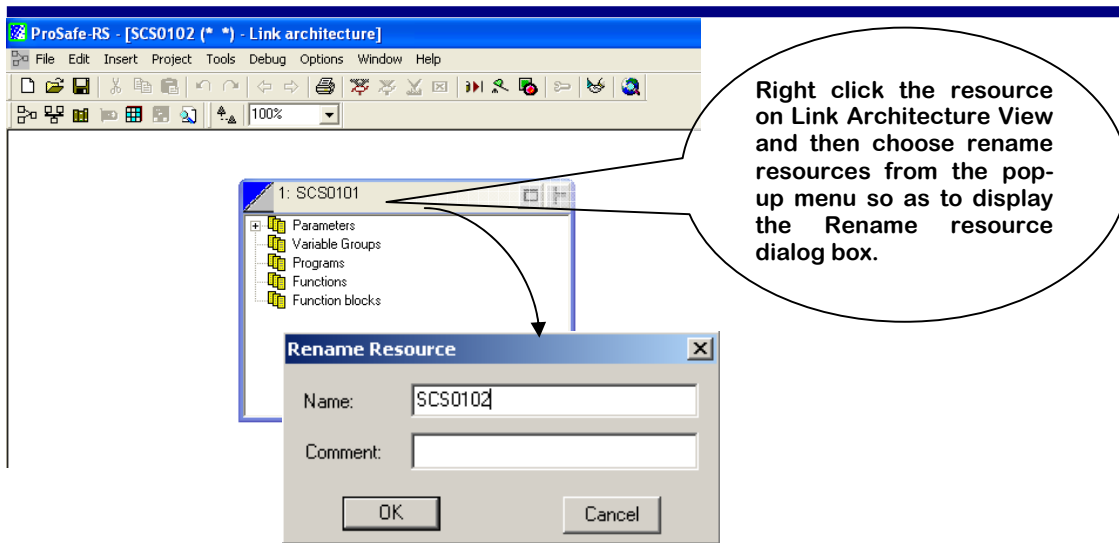 ProSafe-RS - [SCS0102 (* *) - Link architecture]
File Edit Insert Project Tools Debug Options Window Help
100%
1: SCS0101
Parameters
Variable Groups
Programs
Functions
Function blocks
Right click the resource
on Link Architecture View
and then choose rename
resources from the pop-
up menu so as to display
the Rename resource
dialog box.
Rename Resource
Name: SCS0102
Comment:
OK Cancel